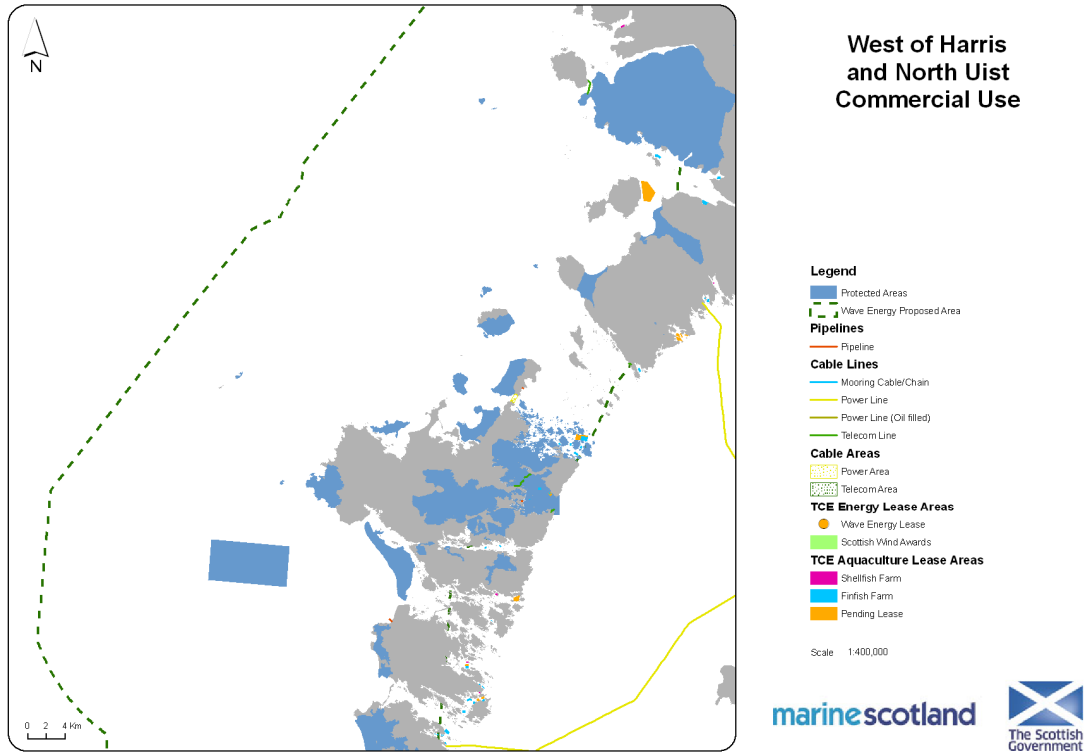 West of Harris
and North Uist
Commercial Use
N
Legend
Protected Areas
Wave Energy Proposed Area
Pipelines
Pipeline
Cable Lines
Mooring Cable/Chain
Power Line
Power Line (Oil filled)
Telecom Line
Cable Areas
Power Area
Telecom Area
TCE Energy Lease Areas
Wave Energy Lease
Scottish Wind Awards
TCE Aquaculture Lease Areas
Shellfish Farm
Finfish Farm
Pending Lease
Scale 1:400,000
0 2 4 Km
marinescotland
The Scottish
Government